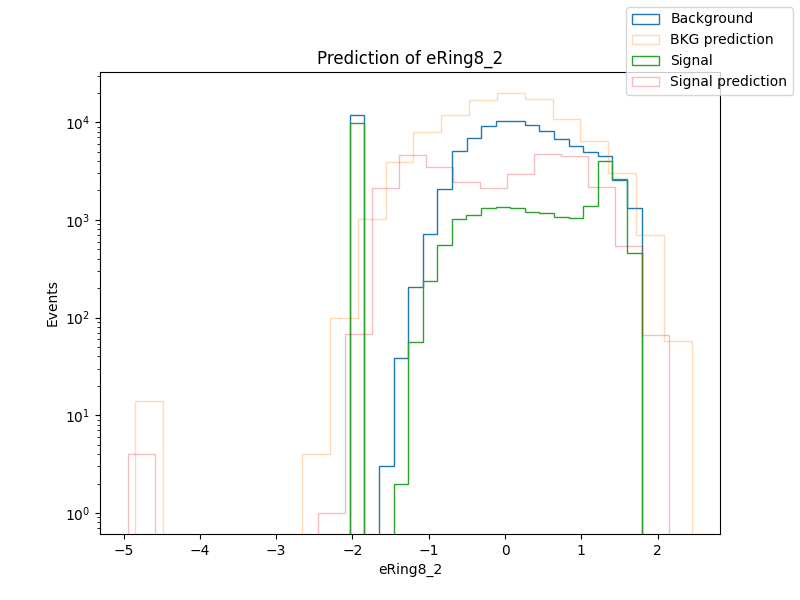 Prediction of eRing8_2
Background
BKG prediction
Signal
Signal prediction
Events
10⁴
10³
10²
10¹
10⁰
−5 −4 −3 −2 −1 0 1 2
eRing8_2